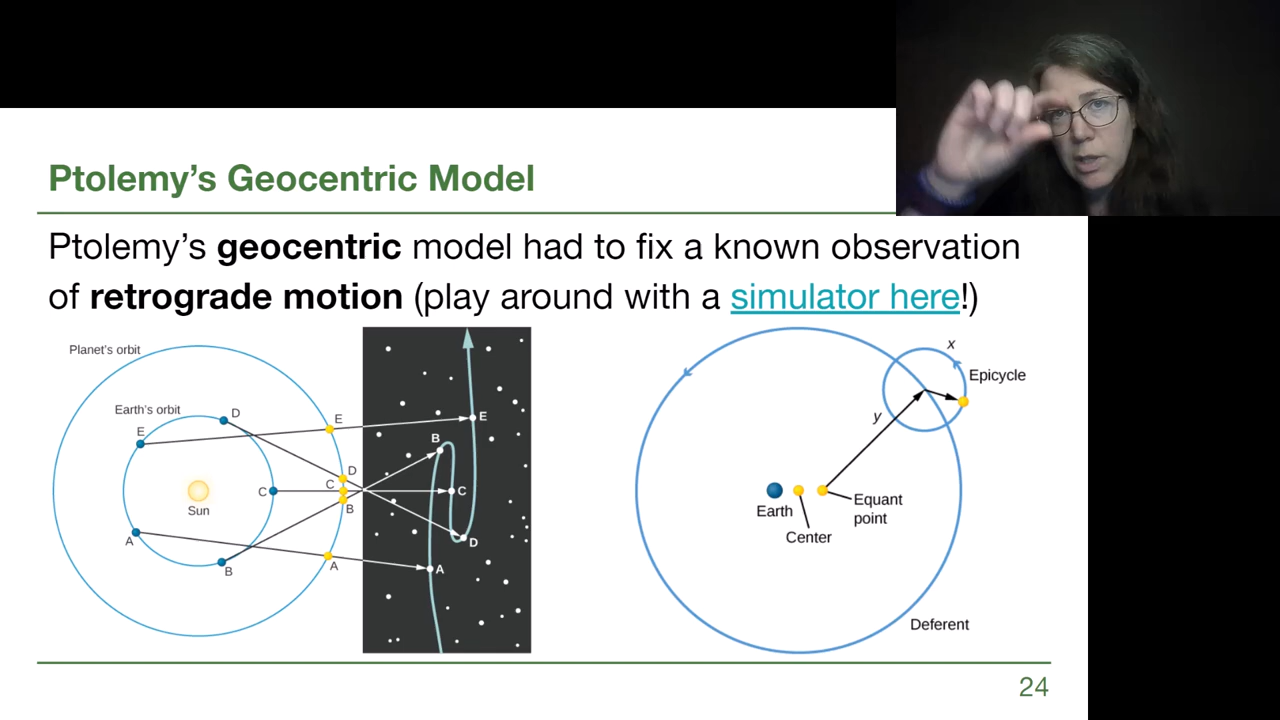 Ptolemy's Geocentric Model
Ptolemy's geocentric model had to fix a known observation
of retrograde motion (play around with a simulator here!)
Planet's orbit
Earth's orbit
D
E
E
C
Sun
A
B
E
D
C
B
A
B
E
C
D
A
x
Epicycle
y
Earth
Center
Equant
point
Deferent
24